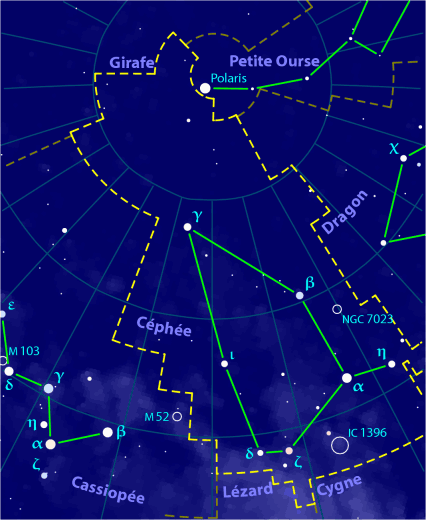 Girafe
Petite Ourse
Polaris
χ
Dragon
γ
β
ε
NGC 7023
Céphée
M 103
ι
η
δ
γ
α
M 52
η
β
IC 1396
α
δ
ζ
ζ
Cassiopée
Lézard
Cygne